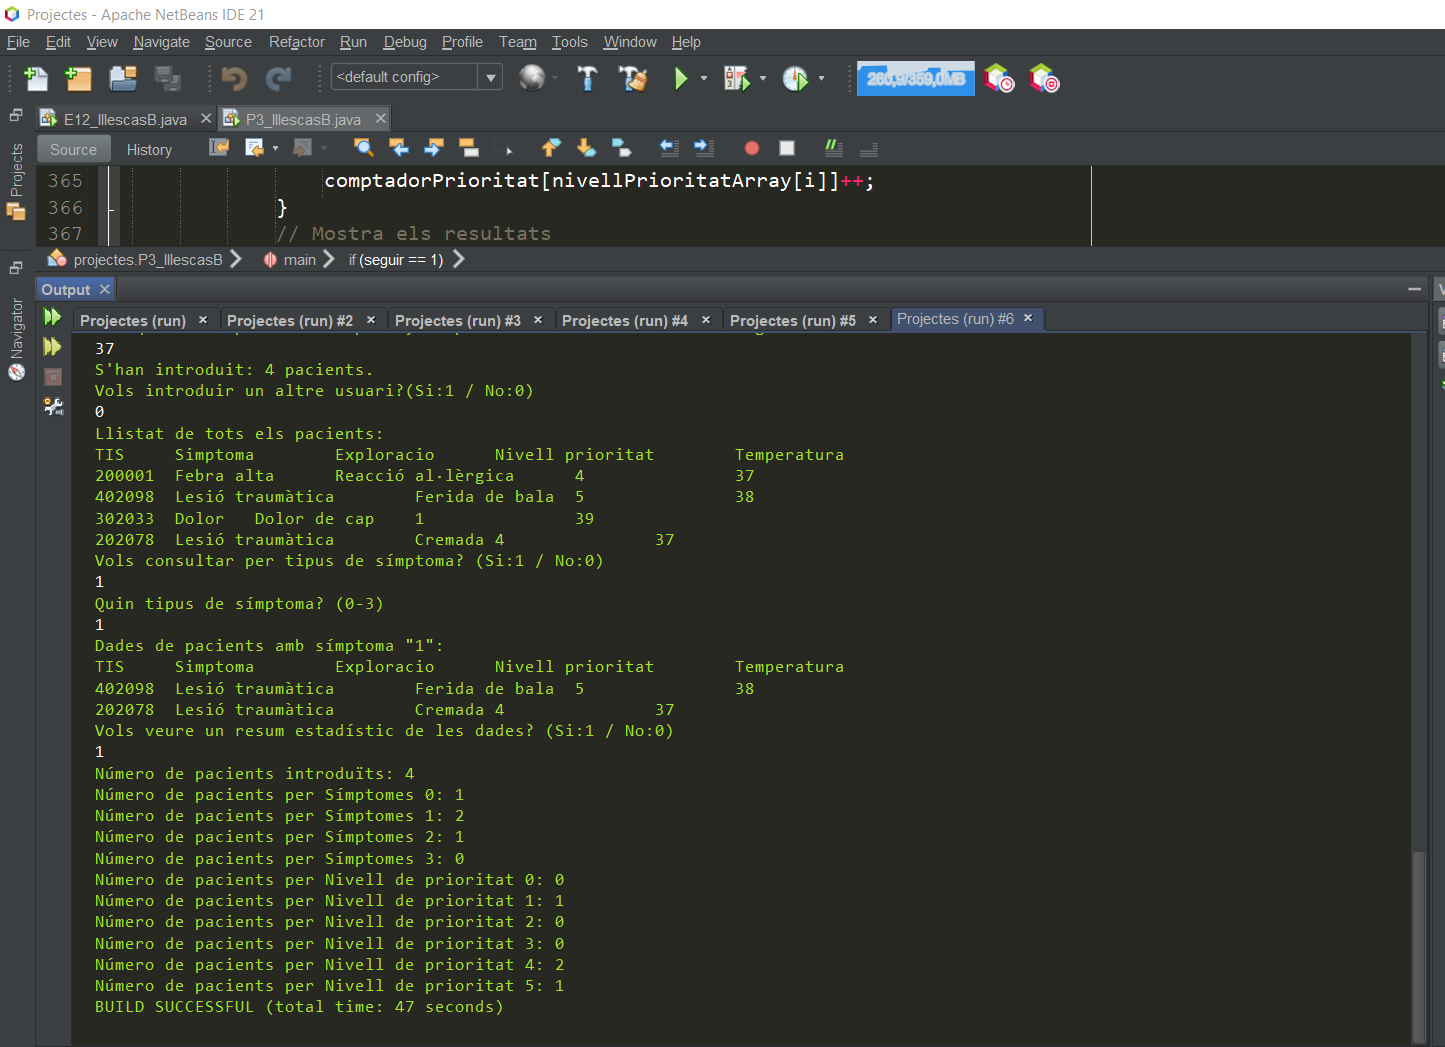 Projectes - Apache NetBeans IDE 21
File Edit View Navigate Source Refactor Run Debug Profile Team Tools Window Help
<default config> 260,9/359,0MB
E12_IllescasB.java P3_IllescasB.java
Source History
Projects
Navigator
365 comptadorPrioritat[nivellPrioritatArray[i]]++;
366 }
367 // Mostra els resultats
projectes.P3_IllescasB main if (seguir == 1)
Output
Projectes (run) Projectes (run) #2 Projectes (run) #3 Projectes (run) #4 Projectes (run) #5 Projectes (run) #6
37
S'han introduit: 4 pacients.
Vols introduir un altre usuari?(Si:1 / No:0)
0
Llistat de tots els pacients:
TIS Simptoma Exploracio Nivell prioritat Temperatura
200001 Febra alta Reacció al·lèrgica 4 37
402098 Lesió traumàtica Ferida de bala 5 38
302033 Dolor Dolor de cap 1 39
202078 Lesió traumàtica Cremada 4 37
Vols consultar per tipus de símptoma? (Si:1 / No:0)
1
Quin tipus de símptoma? (0-3)
1
Dades de pacients amb símptoma "1":
TIS Simptoma Exploracio Nivell prioritat Temperatura
402098 Lesió traumàtica Ferida de bala 5 38
202078 Lesió traumàtica Cremada 4 37
Vols veure un resum estadístic de les dades? (Si:1 / No:0)
1
Número de pacients introduïts: 4
Número de pacients per Símptomes 0: 1
Número de pacients per Símptomes 1: 2
Número de pacients per Símptomes 2: 1
Número de pacients per Símptomes 3: 0
Número de pacients per Nivell de prioritat 0: 0
Número de pacients per Nivell de prioritat 1: 1
Número de pacients per Nivell de prioritat 2: 0
Número de pacients per Nivell de prioritat 3: 0
Número de pacients per Nivell de prioritat 4: 2
Número de pacients per Nivell de prioritat 5: 1
BUILD SUCCESSFUL (total time: 47 seconds)